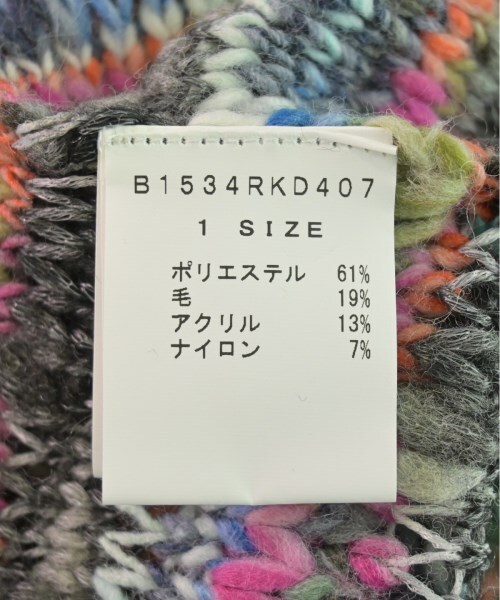 B1534RKD407
1 SIZE
ポリエステル 61%
毛 19%
アクリル 13%
ナイロン 7%